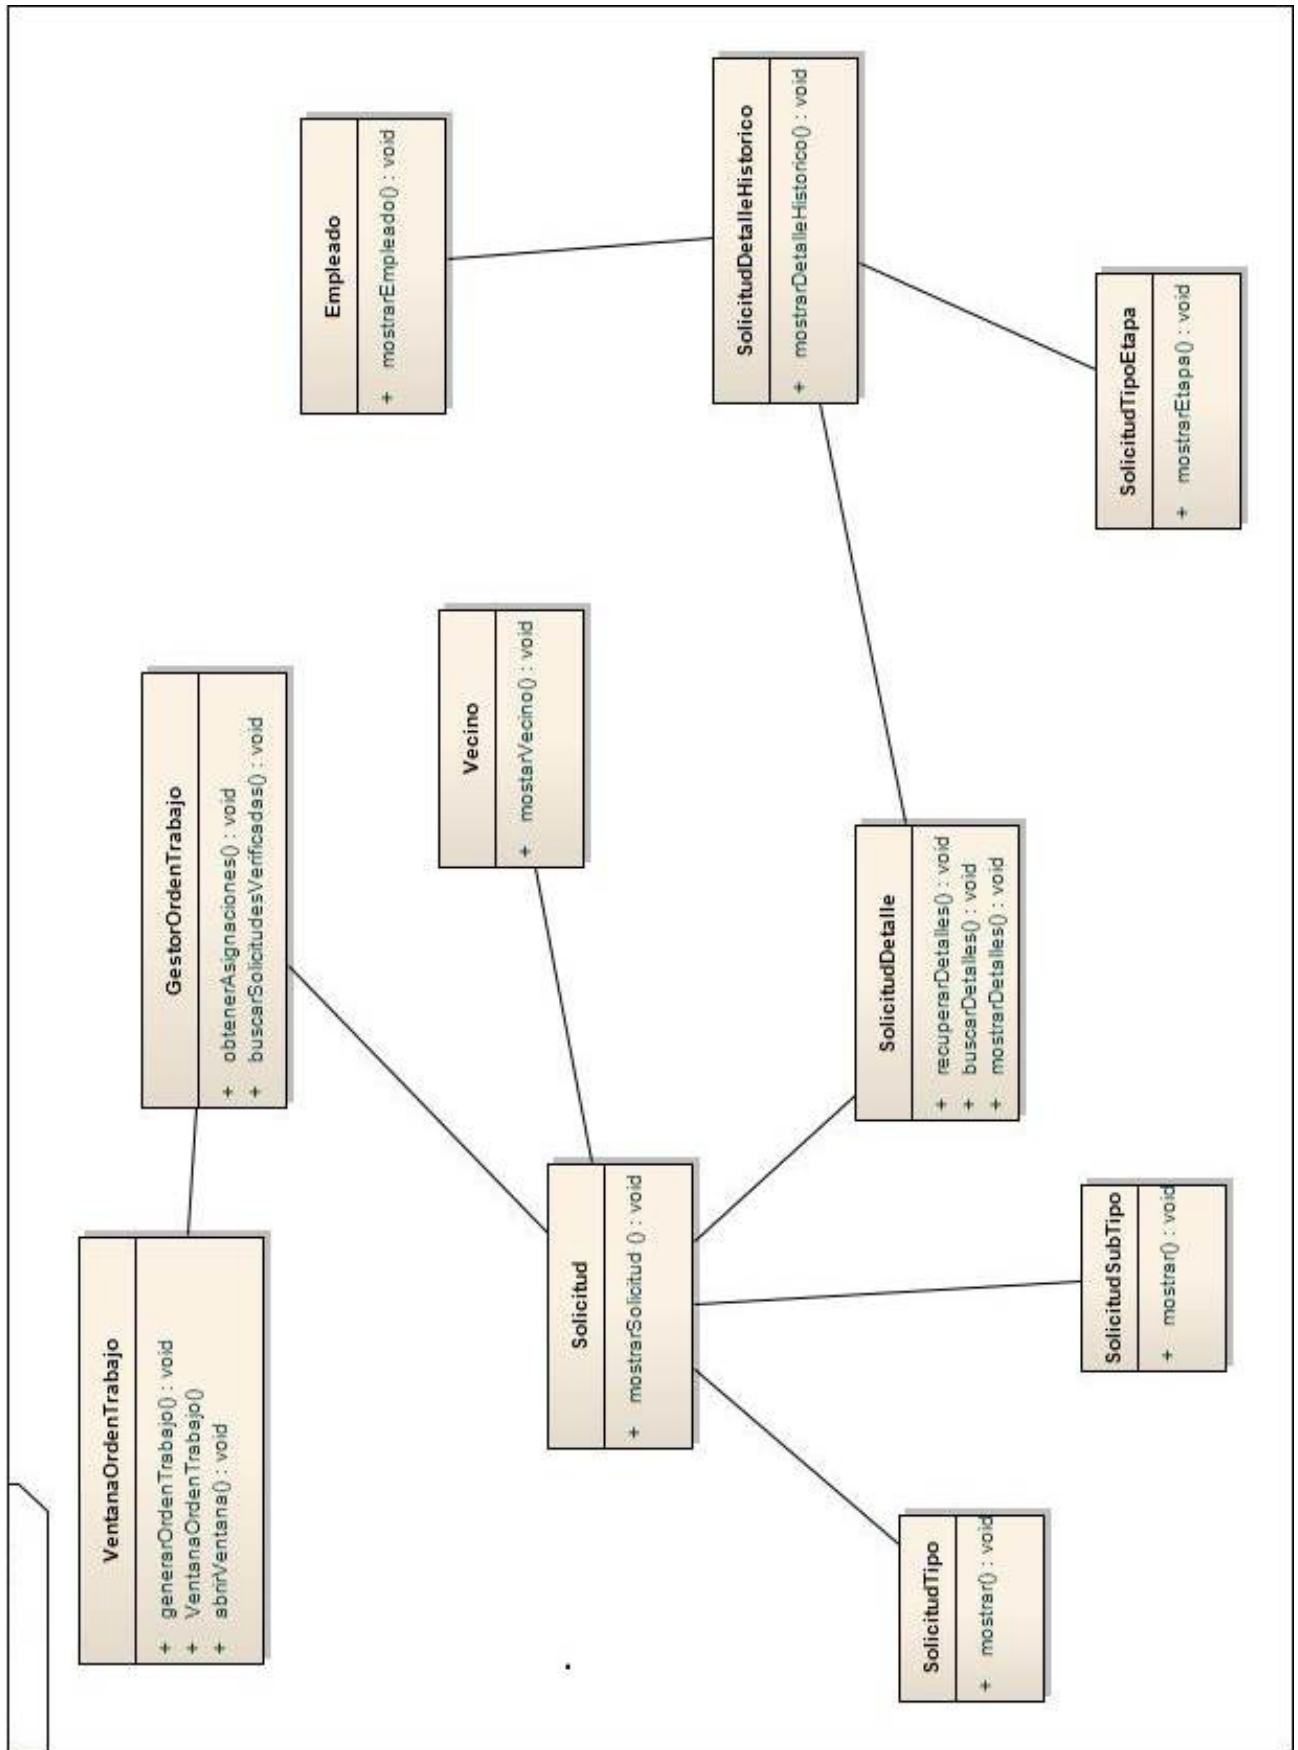 VentanaOrdenTrabajo
+ generarOrdenTrabajo() : void
+ VentanaOrdenTrabajo()
+ abrirVentana() : void
GestorOrdenTrabajo
+ obtenerAsignaciones() : void
+ buscarSolicitudesVerificadas() : void
Empleado
+ mostrarEmpleado() : void
Vecino
+ mostarVecino() : void
Solicitud
+ mostrarSolicitud () : void
SolicitudDetalleHistorico
+ mostrarDetalleHistorico() : void
SolicitudDetalle
+ recuperarDetalles() : void
+ buscarDetalles() : void
+ mostrarDetalles() : void
SolicitudTipo
+ mostrar() : void
SolicitudSubTipo
+ mostrar() : void
SolicitudTipoEtapa
+ mostrarEtapa() : void